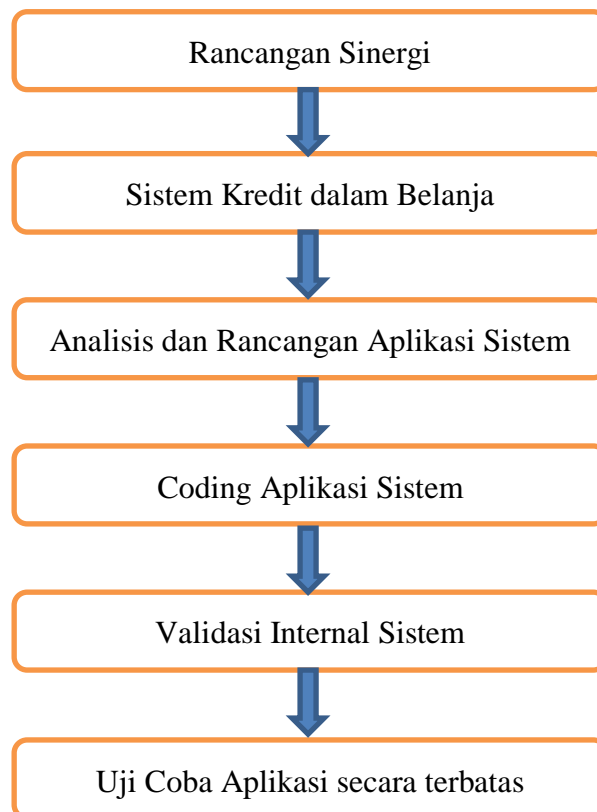 Rancangan Sinergi
Sistem Kredit dalam Belanja
Analisis dan Rancangan Aplikasi Sistem
Coding Aplikasi Sistem
Validasi Internal Sistem
Uji Coba Aplikasi secara terbatas